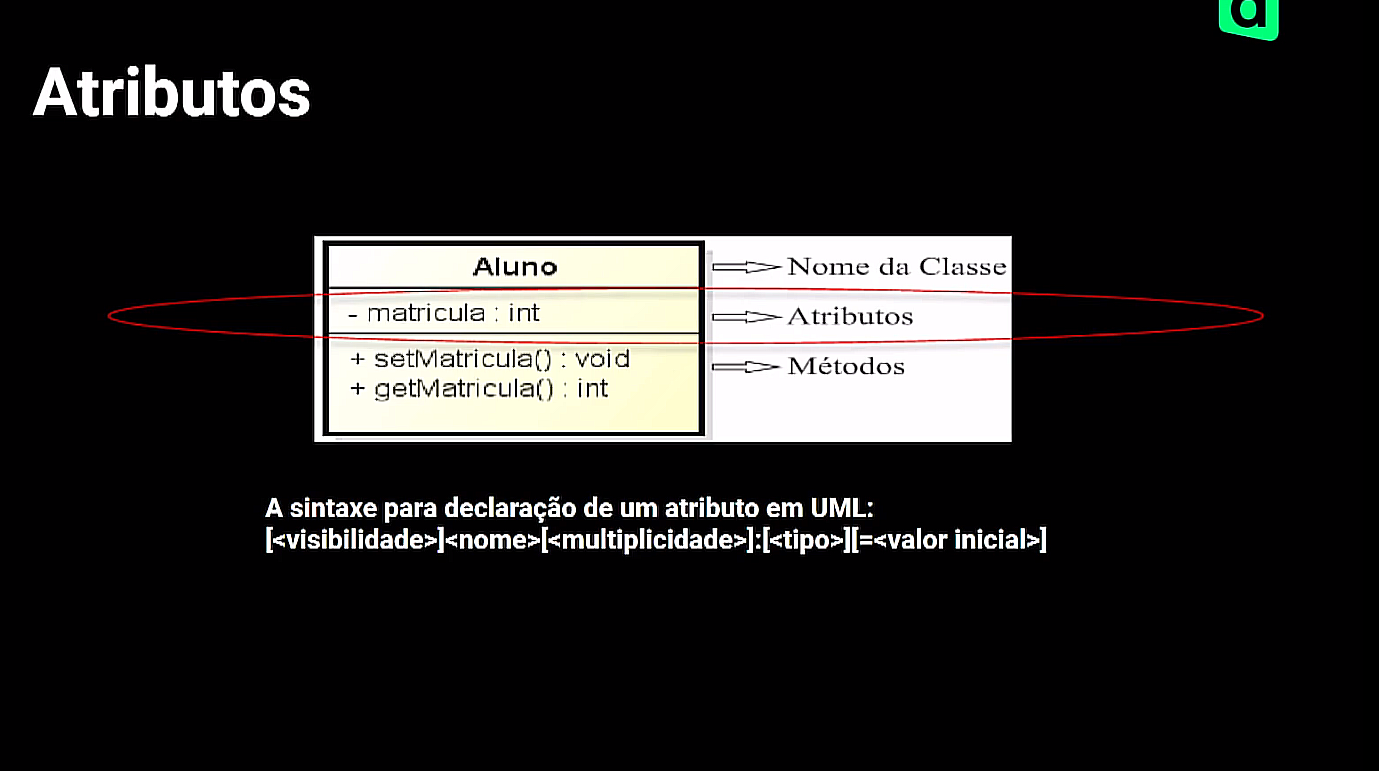 d
Atributos
Aluno
Nome da Classe
- matricula : int
Atributos
+ setMatricula() : void
Métodos
+ getMatricula() : int
A sintaxe para declaração de um atributo em UML:
[<visibilidade>]<nome>[<multiplicidade>]:[<tipo>][=<valor inicial>]